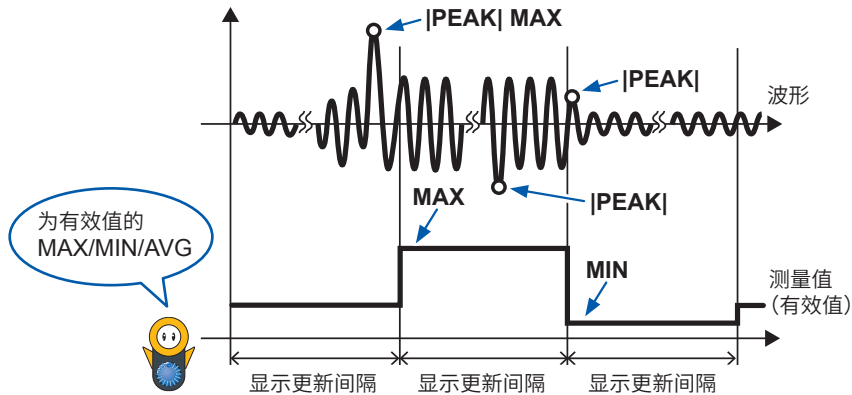 |PEAK| MAX
|PEAK|
波形
|PEAK|
MAX
为有效值的
MAX/MIN/AVG
MIN
测量值
（有效值）
显示更新间隔
显示更新间隔
显示更新间隔